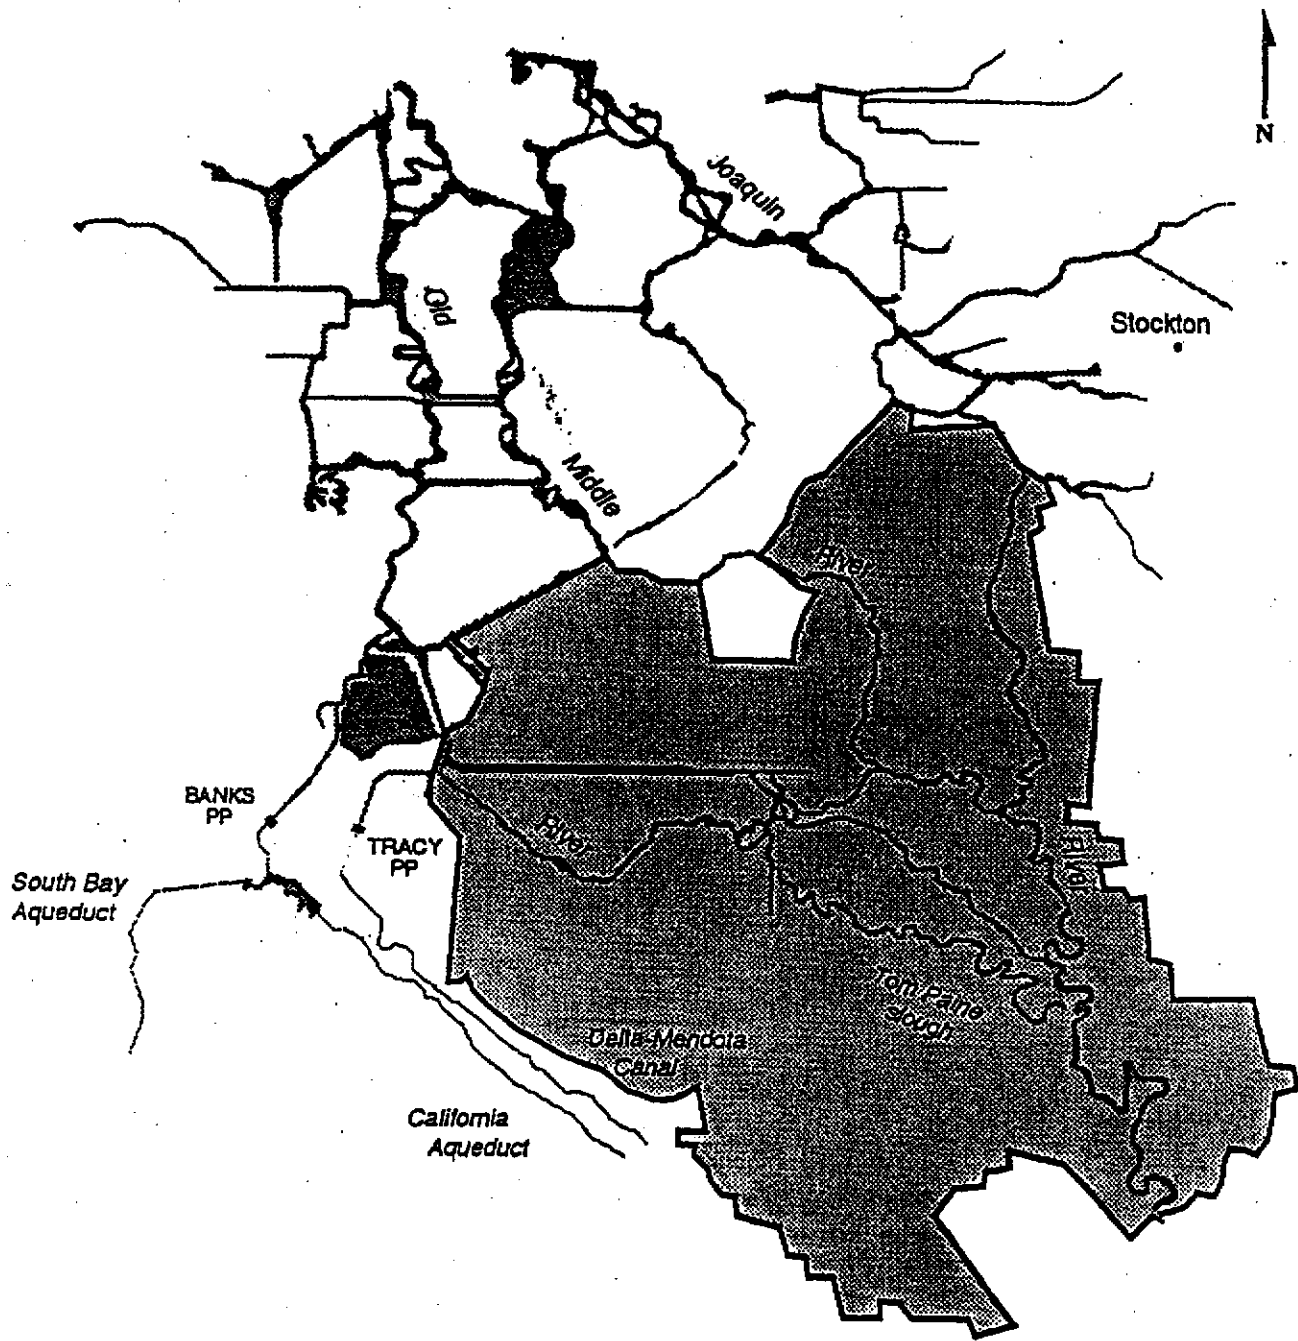 N
Joaquin
Old
Stockton
Middle
River
BANKS
PP
River
TRACY
PP
River
South Bay
Aqueduct
Tom Paine
Slough
Delta-Mendota
Canal
California
Aqueduct